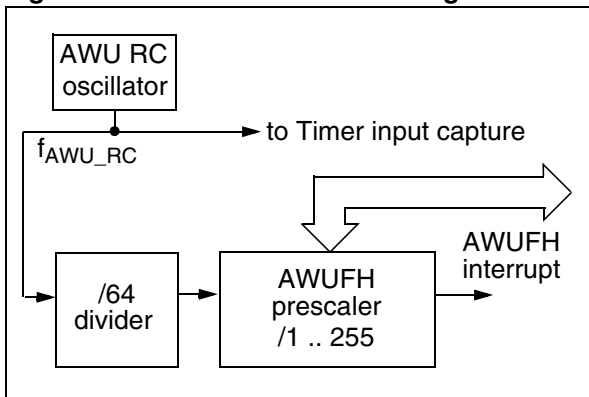 AWU RC
oscillator
to Timer input capture
fAWU_RC
AWUFH
interrupt
/64
divider
AWUFH
prescaler
/1 .. 255